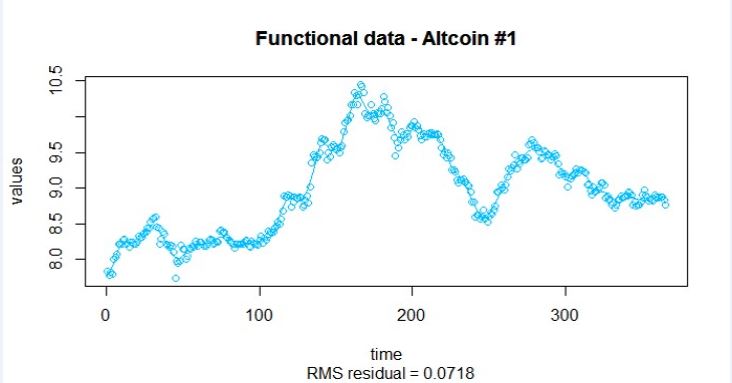 Functional data - Altcoin #1
values
10.5
9.5
9.0
8.5
8.0
0 100 200 300
time
RMS residual = 0.0718